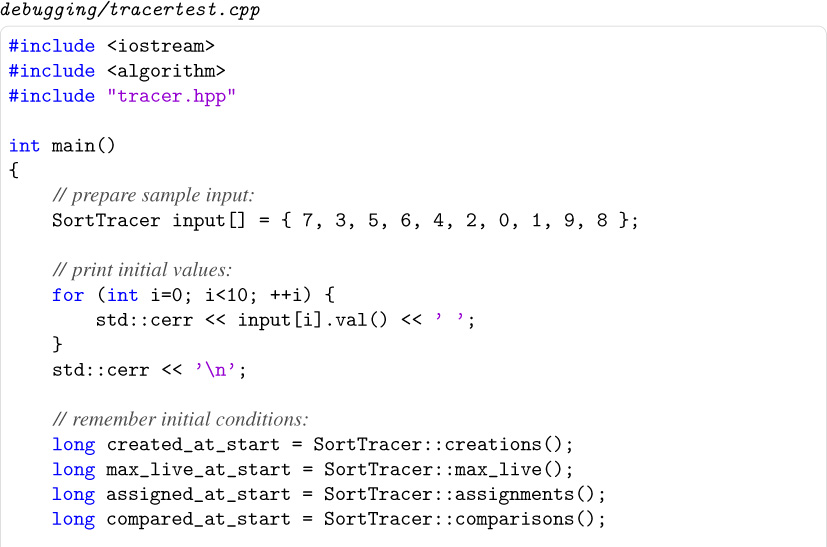 debugging/tracertest.cpp
#include <iostream>
#include <algorithm>
#include "tracer.hpp"

int main()
{
    // prepare sample input:
    SortTracer input[] = { 7, 3, 5, 6, 4, 2, 0, 1, 9, 8 };

    // print initial values:
    for (int i=0; i<10; ++i) {
        std::cerr << input[i].val() << ’ ’;
    }
    std::cerr << ’\n’;

    // remember initial conditions:
    long created_at_start = SortTracer::creations();
    long max_live_at_start = SortTracer::max_live();
    long assigned_at_start = SortTracer::assignments();
    long compared_at_start = SortTracer::comparisons();